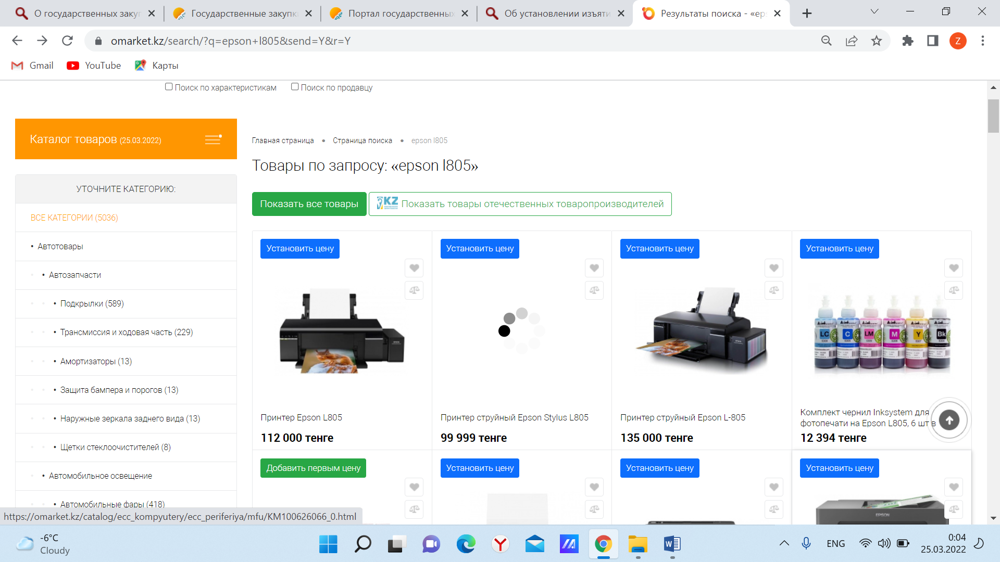 О государственных закуп
Государственные закупк
Портал государственных
Об установлении изъяти
Результаты поиска - «ep
omarket.kz/search/?q=epson+l805&send=Y&r=Y
Z
Gmail
YouTube
Карты
Поиск по характеристикам
Поиск по продавцу
Каталог товаров (25.03.2022)
Главная страница • Страница поиска • epson l805
Товары по запросу: «epson l805»
УТОЧНИТЕ КАТЕГОРИЮ:
Показать все товары
KZ Показать товары отечественных товаропроизводителей
ВСЕ КАТЕГОРИИ (5036)
• Автотовары
• Автозапчасти
• Подкрылки (589)
• Трансмиссия и ходовая часть (229)
• Амортизаторы (13)
• Защита бампера и порогов (13)
• Наружные зеркала заднего вида (13)
• Щетки стеклоочистителей (8)
• Автомобильное освещение
• Автомобильные фары (418)
Установить цену
Установить цену
Установить цену
Установить цену
LC
C
LM
M
Y
Bk
Принтер Epson L805
112 000 тенге
Принтер струйный Epson Stylus L805
99 999 тенге
Принтер струйный Epson L-805
135 000 тенге
Комплект чернил Inksystem для
фотопечати на Epson L805, 6 шт в
12 394 тенге
Добавить первым цену
Установить цену
Установить цену
Установить цену
EPSON
https://omarket.kz/catalog/ecc_kompyutery/ecc_periferiya/mfu/KM100626066_0.html
-6°C
Cloudy
ENG
0:04
25.03.2022